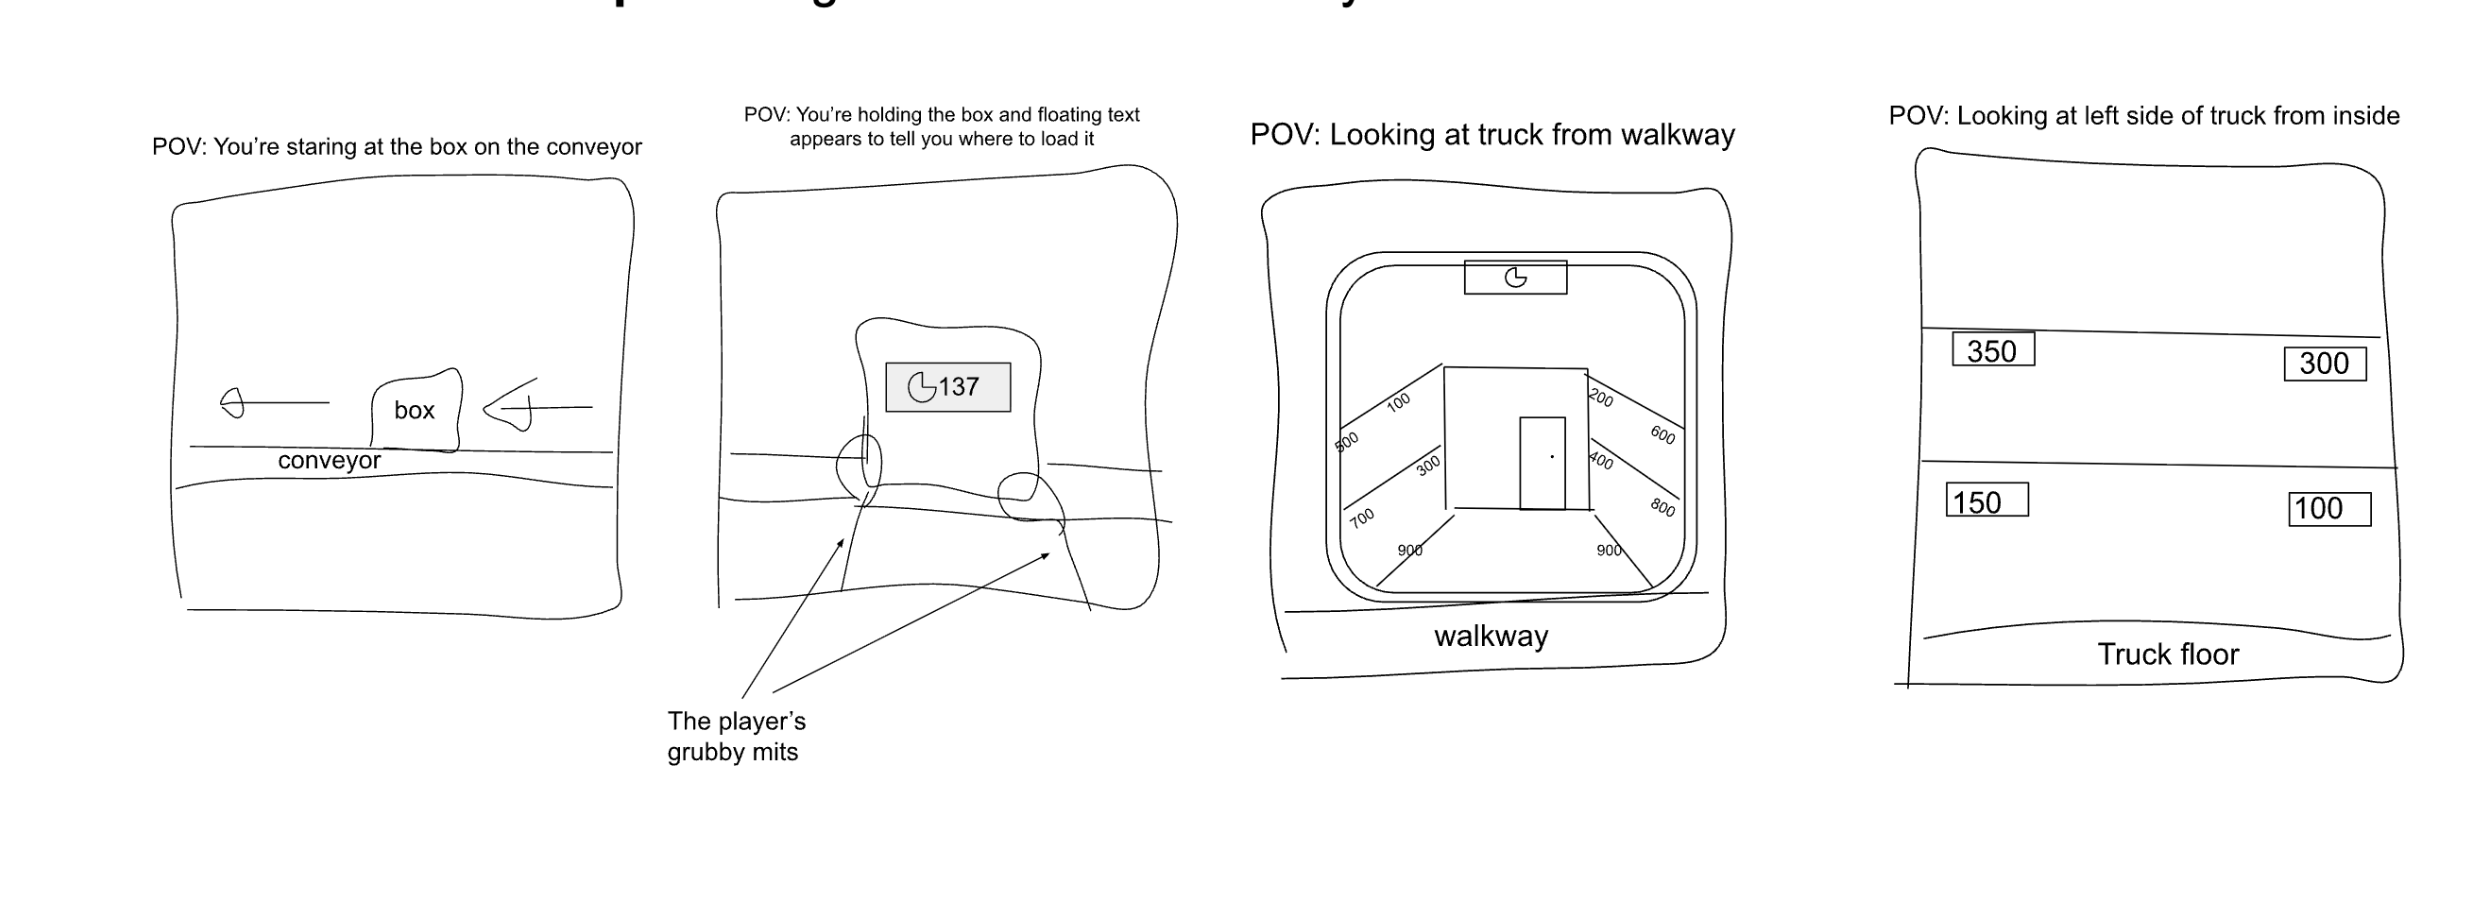 POV: You're staring at the box on the conveyor
box
conveyor
POV: You're holding the box and floating text
appears to tell you where to load it
137
The player's
grubby mits
POV: Looking at truck from walkway
100
500
300
700
900
200
600
400
800
900
walkway
POV: Looking at left side of truck from inside
350
300
150
100
Truck floor